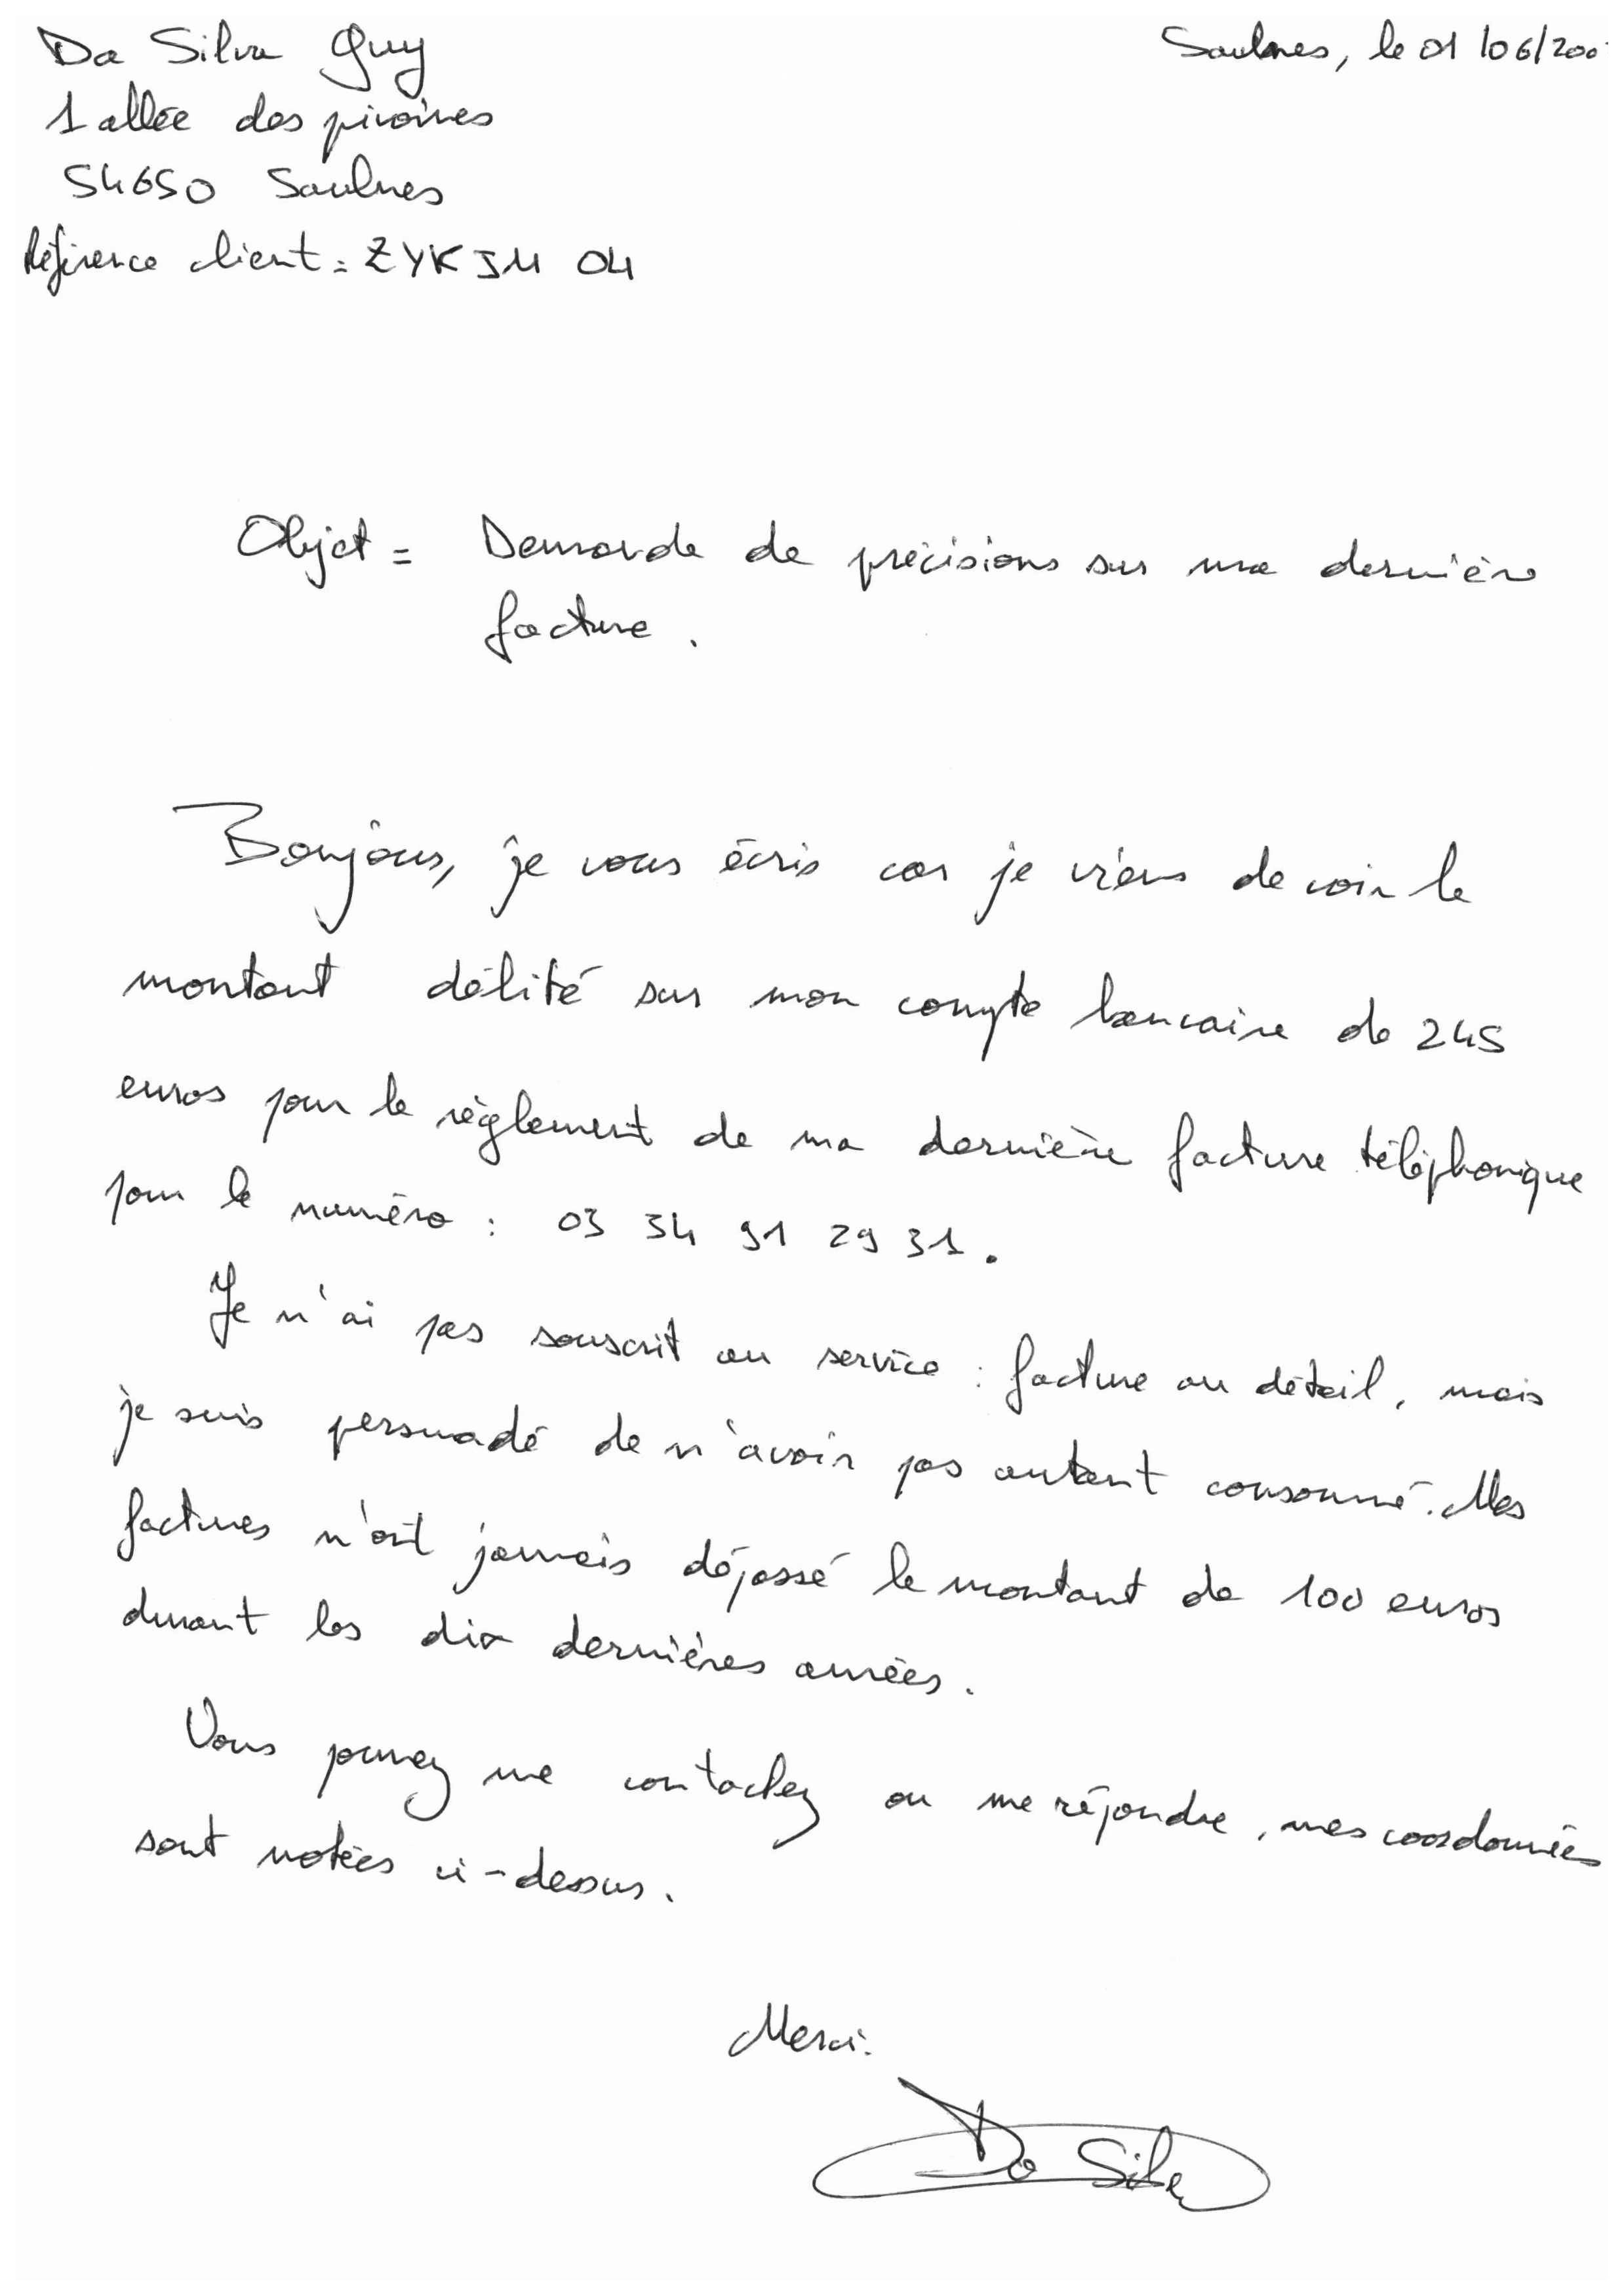 Da Silva Guy
Saulnes, le 01/06/200
1 allée des pivoines
54650 Saulnes
Référence client = ZYKJM 04
Objet = Demande de précisions sur ma dernière
facture.
Bonjour, je vous écris car je viens de voir le
montant débité sur mon compte bancaire de 245
euros pour le règlement de ma dernière facture téléphonique
pour le numéro : 03 34 91 29 31.
Je n'ai pas souscrit au service : facture au détail, mais
je suis persuadé de n'avoir pas autant consommé. Mes
factures n'ont jamais dépassé le montant de 100 euros
durant les dix dernières années.
Vous pouvez me contactez ou me répondre, mes coordonnées
sont notées ci-dessus.
Merci.
Da Silva